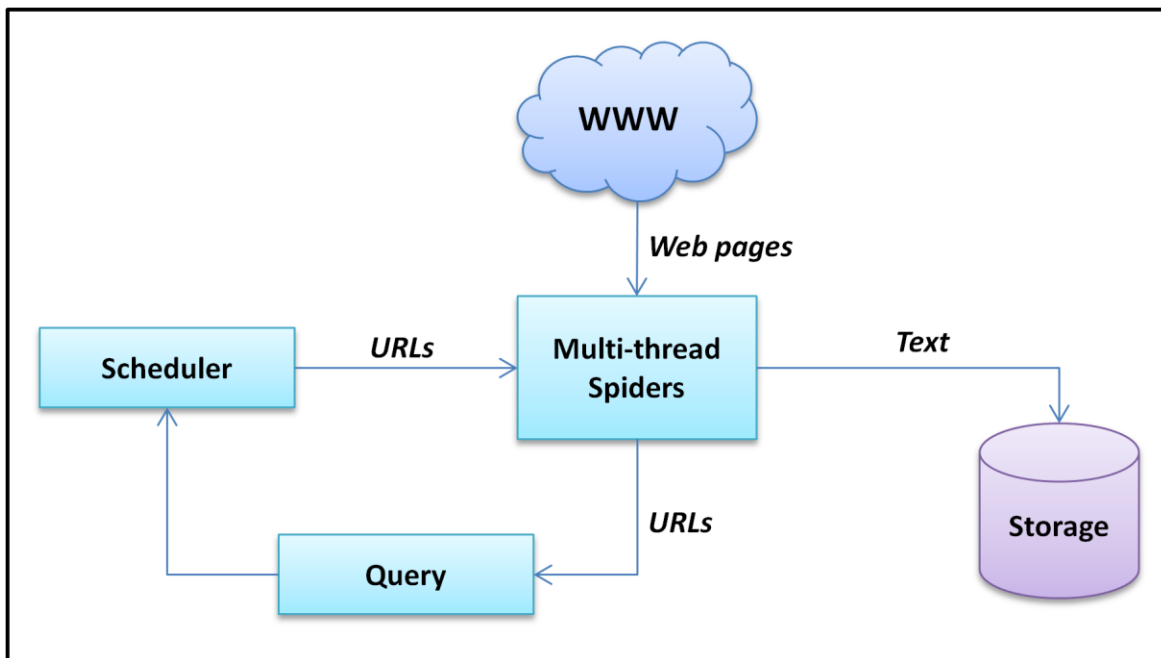 WWW
Web pages
Scheduler
URLs
Multi-thread
Spiders
Text
URLs
Storage
Query